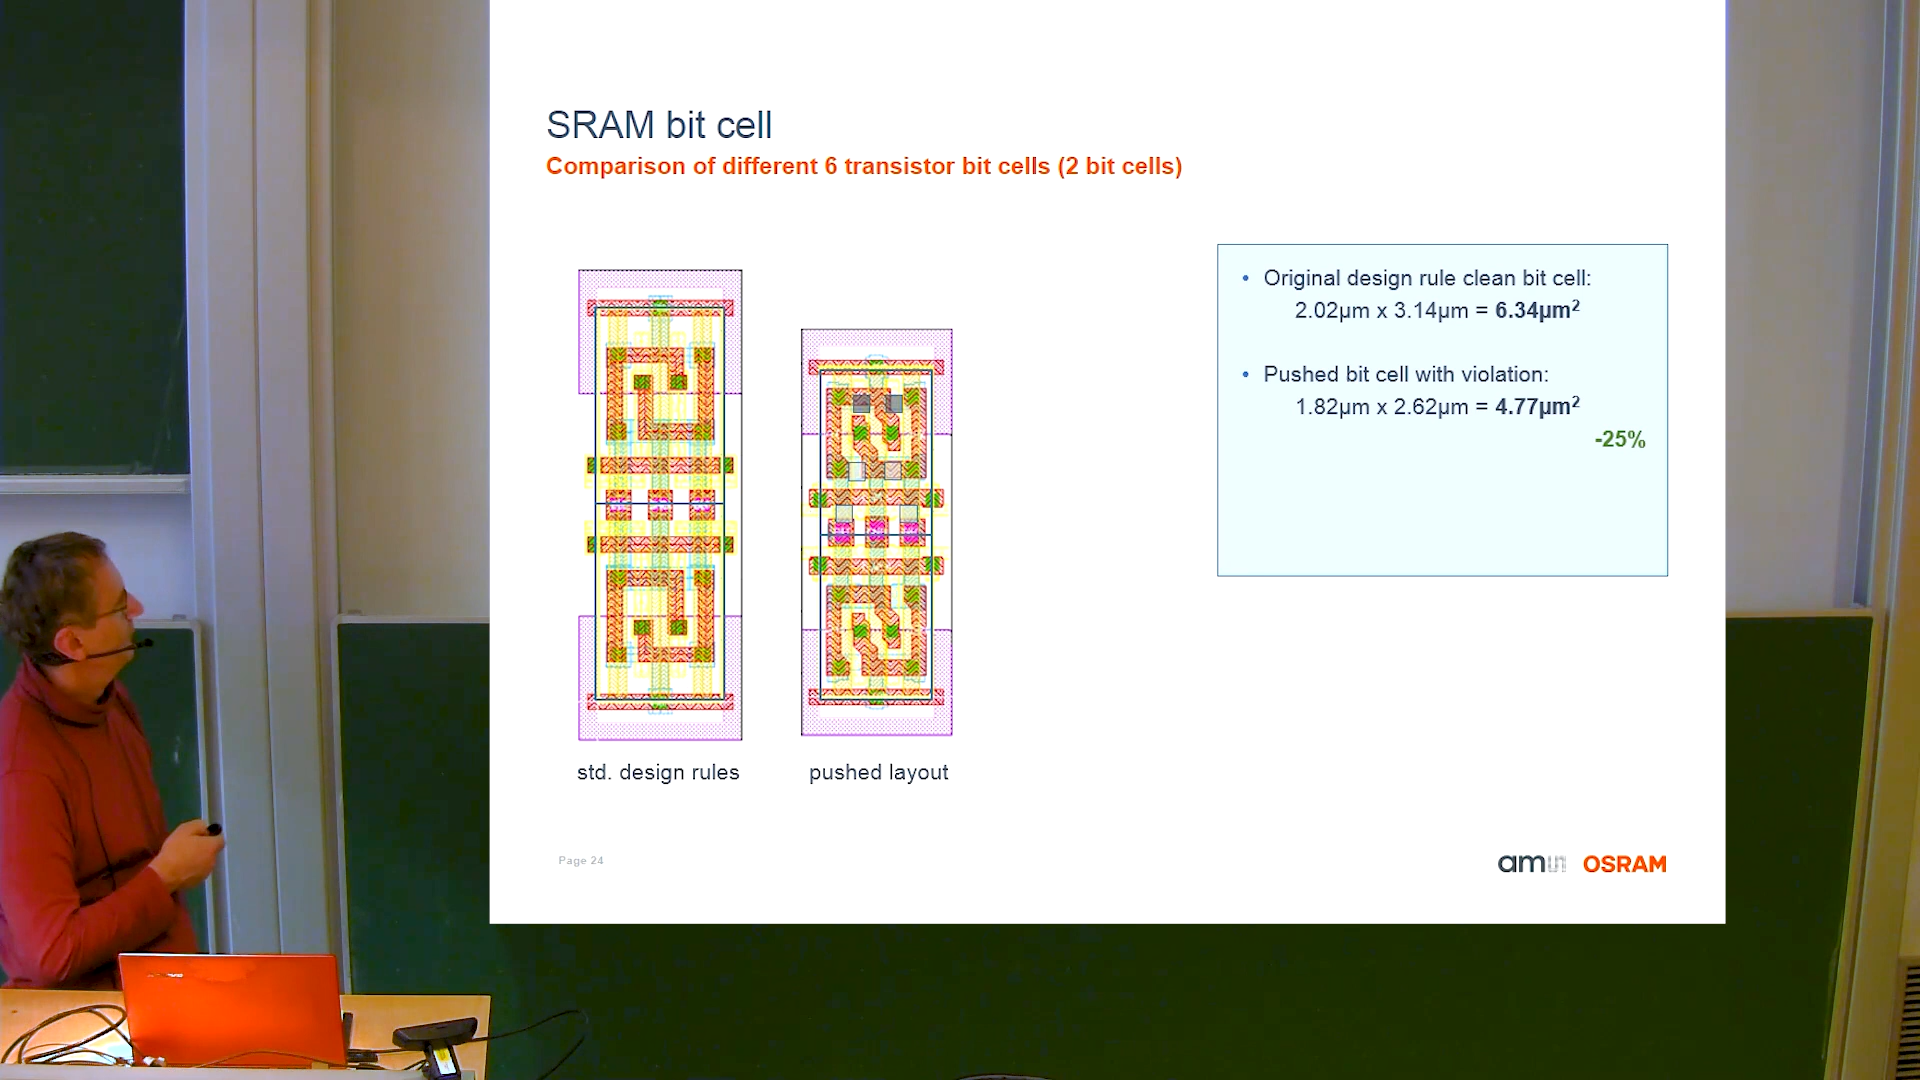 SRAM bit cell
Comparison of different 6 transistor bit cells (2 bit cells)
• Original design rule clean bit cell:
2.02µm x 3.14µm = 6.34µm²
• Pushed bit cell with violation:
1.82µm x 2.62µm = 4.77µm²
-25%
std. design rules
pushed layout
Page 24
am
OSRAM